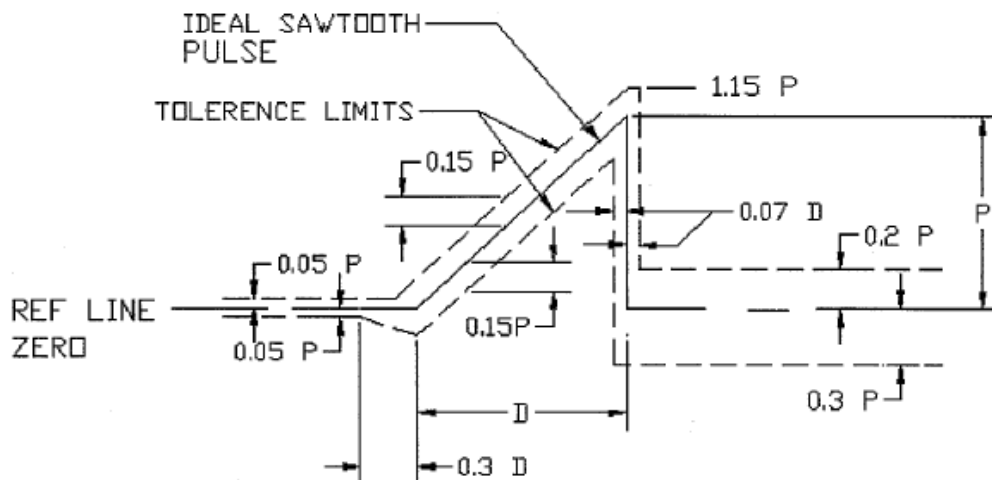 IDEAL SAWTOOTH
PULSE
TOLERENCE LIMITS
1.15 P
0.15 P
0.07 D
P
0.2 P
0.05 P
REF LINE
ZERO
0.05 P
0.15P
0.3 P
D
0.3 D